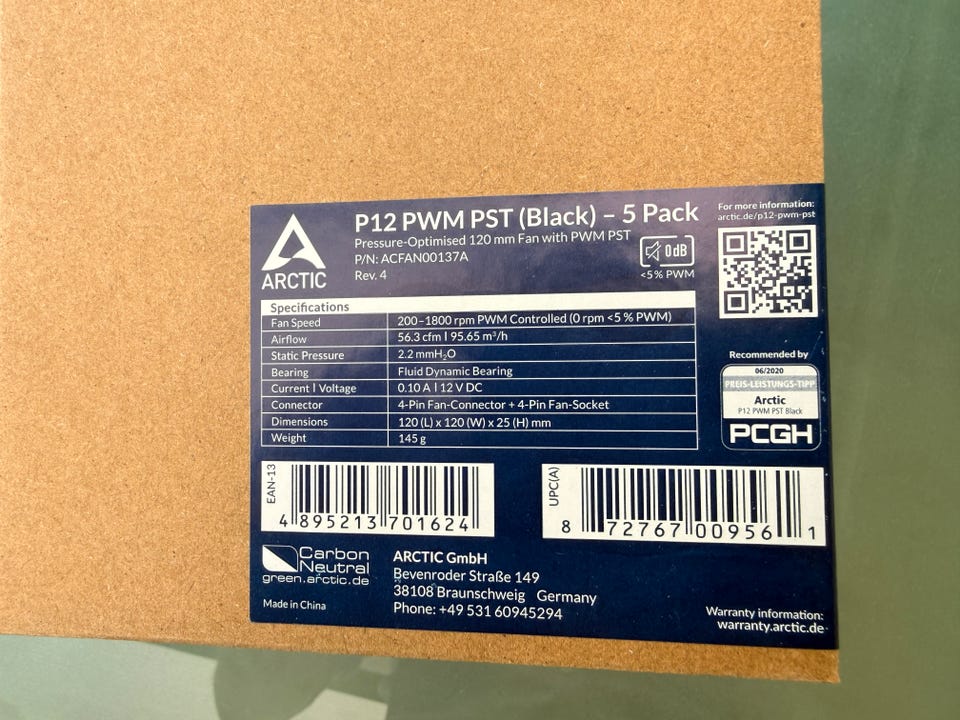 ARCTIC
P12 PWM PST (Black) – 5 Pack
Pressure-Optimised 120 mm Fan with PWM PST
P/N: ACFAN00137A
Rev. 4
0dB
<5% PWM
For more information:
arctic.de/p12-pwm-pst
Specifications
Fan Speed 200–1800 rpm PWM Controlled (0 rpm <5 % PWM)
Airflow 56.3 cfm | 95.65 m³/h
Static Pressure 2.2 mmH₂O
Bearing Fluid Dynamic Bearing
Current | Voltage 0.10 A | 12 V DC
Connector 4-Pin Fan-Connector + 4-Pin Fan-Socket
Dimensions 120 (L) x 120 (W) x 25 (H) mm
Weight 145 g
Recommended by
06/2020
PREIS-LEISTUNGS-TIPP
Arctic
P12 PWM PST Black
PCGH
EAN-13
4 895213 701624
UPC(A)
8 72767 00956 1
Carbon
Neutral
green.arctic.de
Made in China
ARCTIC GmbH
Bevenroder Straße 149
38108 Braunschweig Germany
Phone: +49 531 60945294
Warranty information:
warranty.arctic.de